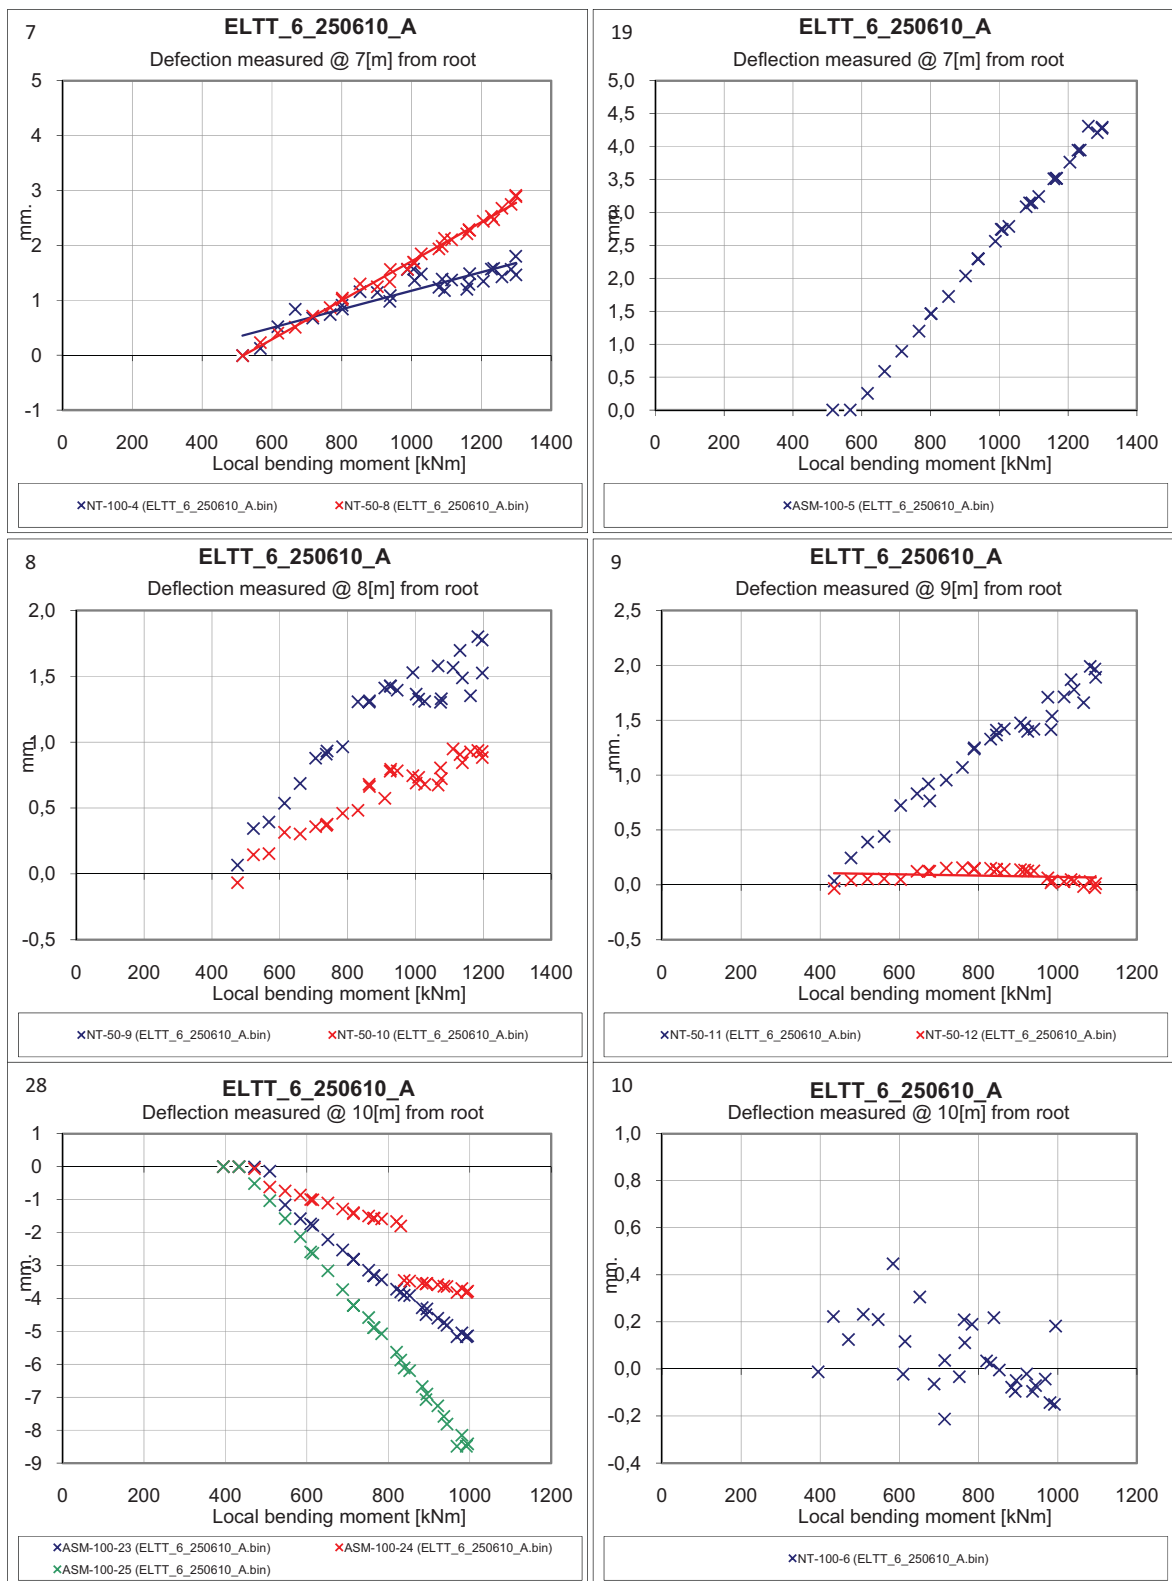 7
ELTT_6_250610_A
Defection measured @ 7[m] from root
5
4
3
2
1
0
-1
mm.
0 200 400 600 800 1000 1200 1400
Local bending moment [kNm]
NT-100-4 (ELTT_6_250610_A.bin) NT-50-8 (ELTT_6_250610_A.bin)
19
ELTT_6_250610_A
Defection measured @ 7[m] from root
5,0
4,5
4,0
3,5
3,0
2,5
2,0
1,5
1,0
0,5
0,0
mm.
0 200 400 600 800 1000 1200 1400
Local bending moment [kNm]
ASM-100-5 (ELTT_6_250610_A.bin)
8
ELTT_6_250610_A
Deflection measured @ 8[m] from root
2,0
1,5
1,0
0,5
0,0
-0,5
mm.
0 200 400 600 800 1000 1200 1400
Local bending moment [kNm]
NT-50-9 (ELTT_6_250610_A.bin) NT-50-10 (ELTT_6_250610_A.bin)
9
ELTT_6_250610_A
Defection measured @ 9[m] from root
2,5
2,0
1,5
1,0
0,5
0,0
-0,5
mm.
0 200 400 600 800 1000 1200
Local bending moment [kNm]
NT-50-11 (ELTT_6_250610_A.bin) NT-50-12 (ELTT_6_250610_A.bin)
28
ELTT_6_250610_A
Deflection measured @ 10[m] from root
1
0
-1
-2
-3
-4
-5
-6
-7
-8
-9
mm.
0 200 400 600 800 1000 1200
Local bending moment [kNm]
ASM-100-23 (ELTT_6_250610_A.bin) ASM-100-24 (ELTT_6_250610_A.bin)
ASM-100-25 (ELTT_6_250610_A.bin)
10
ELTT_6_250610_A
Deflection measured @ 10[m] from root
1,0
0,8
0,6
0,4
0,2
0,0
-0,2
-0,4
mm.
0 200 400 600 800 1000 1200
Local bending moment [kNm]
NT-100-6 (ELTT_6_250610_A.bin)